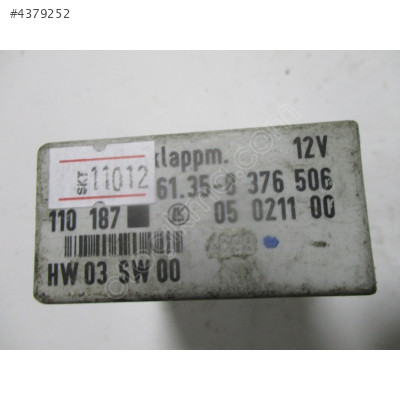 #4379252
klappm. 12V
SKT 11012
61.35-8 376 506
110 187 05 0211 00
HW 03 SW 00